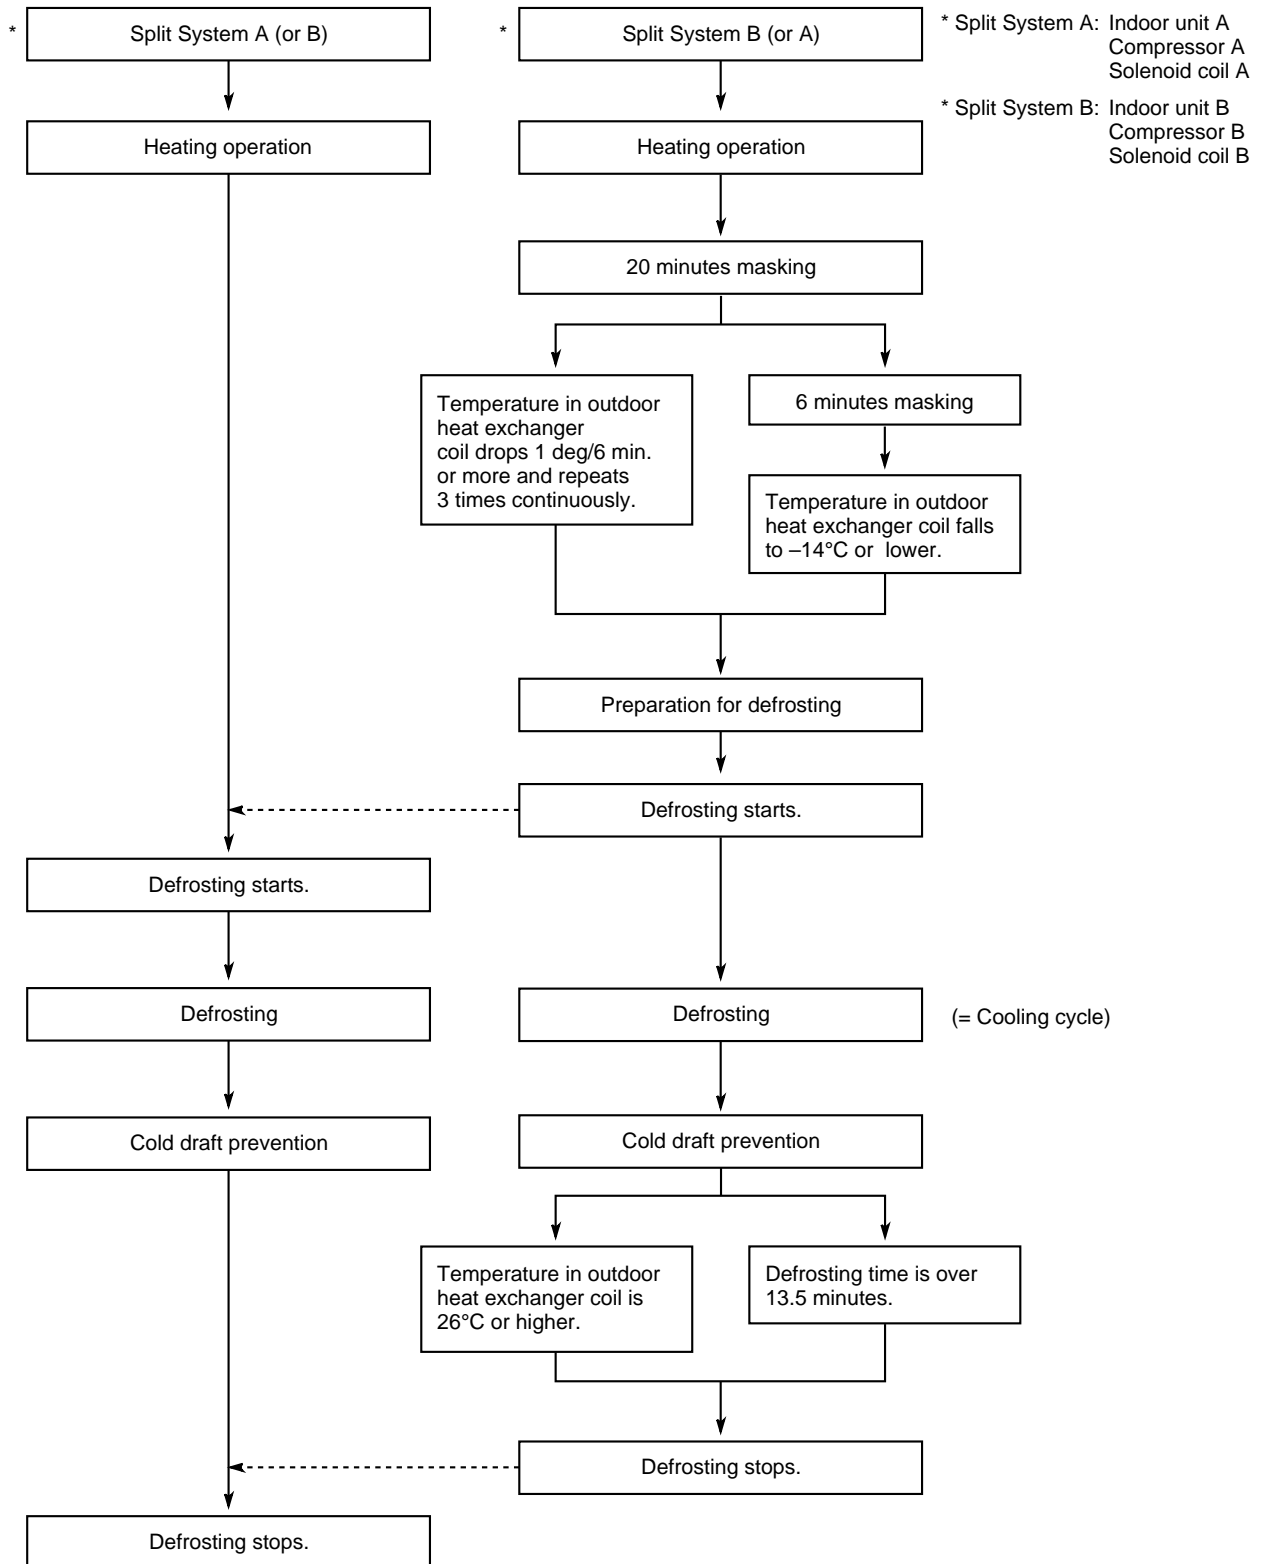 * Split System A (or B)
* Split System B (or A)
* Split System A: Indoor unit A
Compressor A
Solenoid coil A
* Split System B: Indoor unit B
Compressor B
Solenoid coil B
Heating operation
Heating operation
20 minutes masking
Temperature in outdoor
heat exchanger
coil drops 1 deg/6 min.
or more and repeats
3 times continuously.
6 minutes masking
Temperature in outdoor
heat exchanger coil falls
to –14°C or lower.
Preparation for defrosting
Defrosting starts.
Defrosting starts.
Defrosting
Defrosting
(= Cooling cycle)
Cold draft prevention
Cold draft prevention
Temperature in outdoor
heat exchanger coil is
26°C or higher.
Defrosting time is over
13.5 minutes.
Defrosting stops.
Defrosting stops.